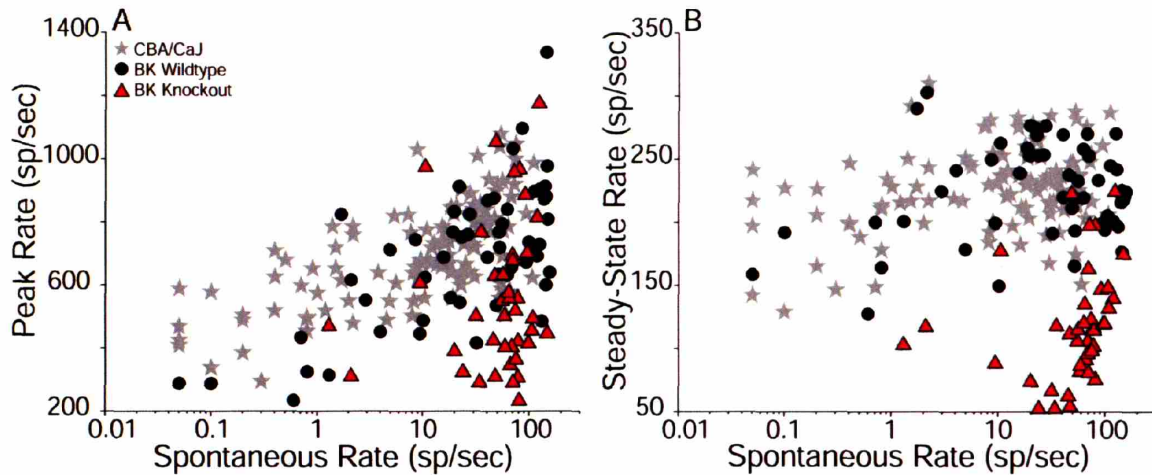 A
B
1400
1000
600
200
Peak Rate (sp/sec)
CBA/CaJ
BK Wildtype
BK Knockout
0.01 0.1 1 10 100
Spontaneous Rate (sp/sec)
350
250
150
50
Steady-State Rate (sp/sec)
0.01 0.1 1 10 100
Spontaneous Rate (sp/sec)